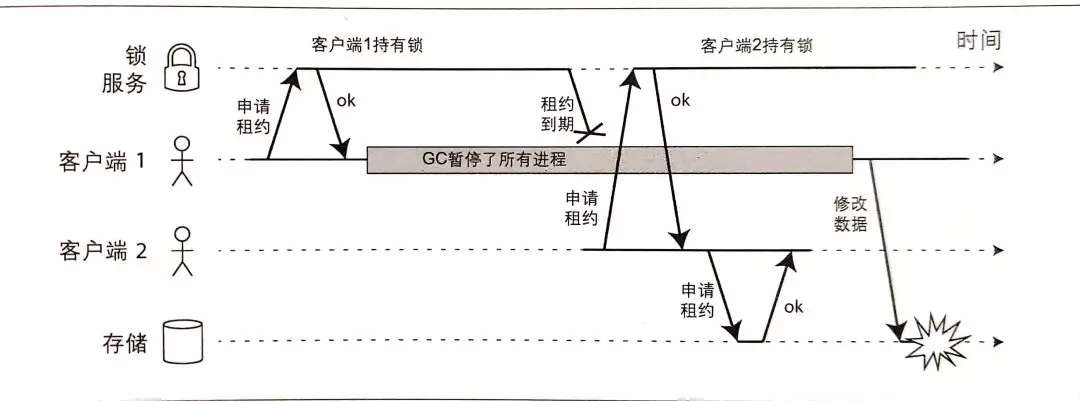 客户端1持有锁
客户端2持有锁
时间
锁
服务
申请
租约
ok
租约
到期
ok
客户端 1
GC暂停了所有进程
申请
租约
修改
数据
客户端 2
申请
租约
ok
存储